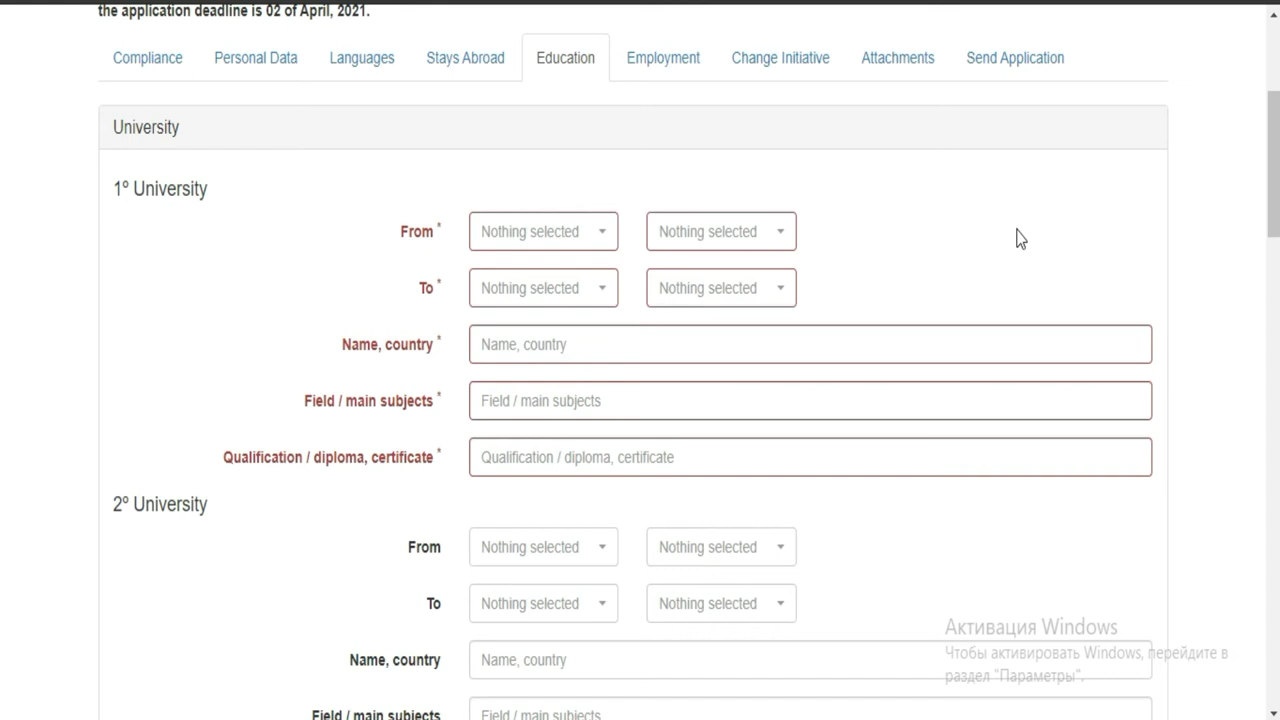 the application deadline is 02 of April, 2021.
Compliance Personal Data Languages Stays Abroad Education Employment Change Initiative Attachments Send Application
University
1º University
From * Nothing selected Nothing selected
To * Nothing selected Nothing selected
Name, country * Name, country
Field / main subjects * Field / main subjects
Qualification / diploma, certificate * Qualification / diploma, certificate
2º University
From Nothing selected Nothing selected
To Nothing selected Nothing selected
Активация Windows
Чтобы активировать Windows, перейдите в
раздел "Параметры".
Name, country Name, country
Field / main subjects Field / main subjects